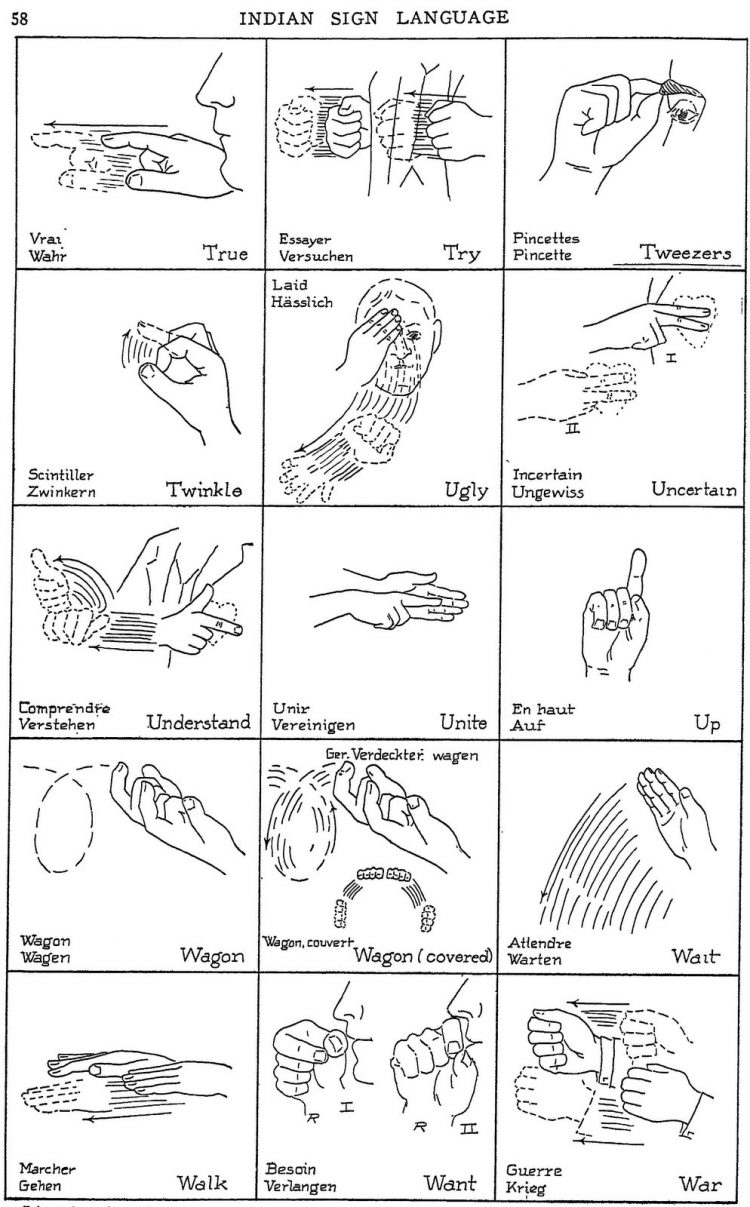 58
INDIAN SIGN LANGUAGE
Vrai
Wahr
True
Essayer
Versuchen
Try
Pincettes
Pincette
Tweezers
Scintiller
Zwinkern
Twinkle
Laid
Hässlich
Ugly
I
II
Incertain
Ungewiss
Uncertain
Comprendre
Verstehen
Understand
Unir
Vereinigen
Unite
En haut
Auf
Up
Wagon
Wagen
Wagon
Ger. Verdeckter wagen
Wagon, couvert
Wagon (covered)
Attendre
Warten
Wait
Marcher
Gehen
Walk
R I
R II
Besoin
Verlangen
Want
Guerre
Krieg
War